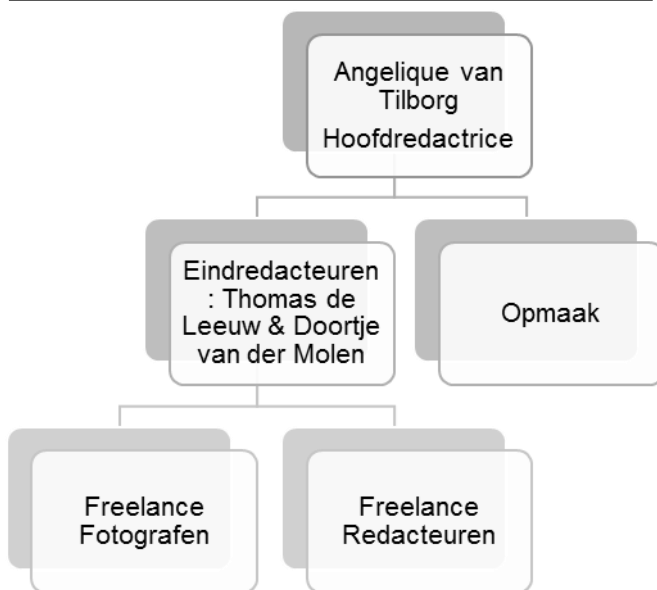 Angelique van
Tilborg
Hoofdredactrice
Eindredacteuren
: Thomas de
Leeuw & Doortje
van der Molen
Opmaak
Freelance
Fotografen
Freelance
Redacteuren